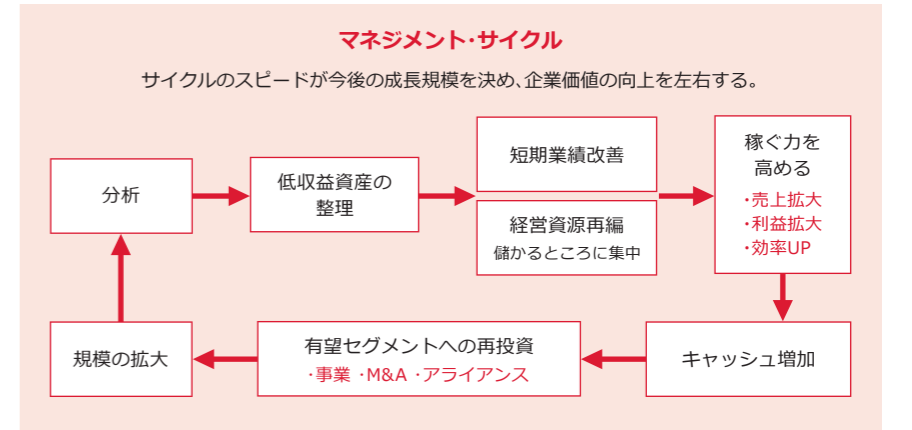 マネジメント・サイクル
サイクルのスピードが今後の成長規模を決め、企業価値の向上を左右する。
分析
低収益資産の
整理
短期業績改善
経営資源再編
儲かるところに集中
稼ぐ力を
高める
・売上拡大
・利益拡大
・効率UP
キャッシュ増加
有望セグメントへの再投資
・事業 ・M&A ・アライアンス
規模の拡大